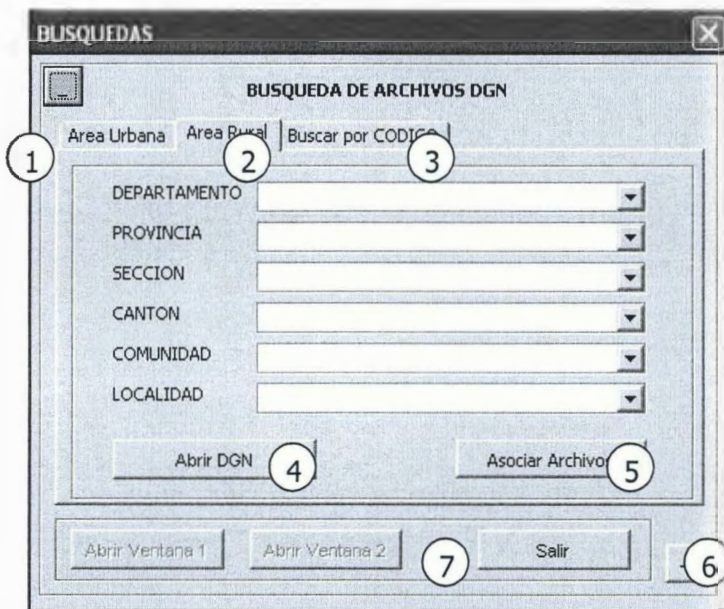 BUSQUEDAS
BUSQUEDA DE ARCHIVOS DGN
Area Urbana Area Rural Buscar por CODIGO
1 2 3
DEPARTAMENTO
PROVINCIA
SECCION
CANTON
COMUNIDAD
LOCALIDAD
Abrir DGN 4 Asociar Archivo 5
Abrir Ventana 1 Abrir Ventana 2 7 Salir 6